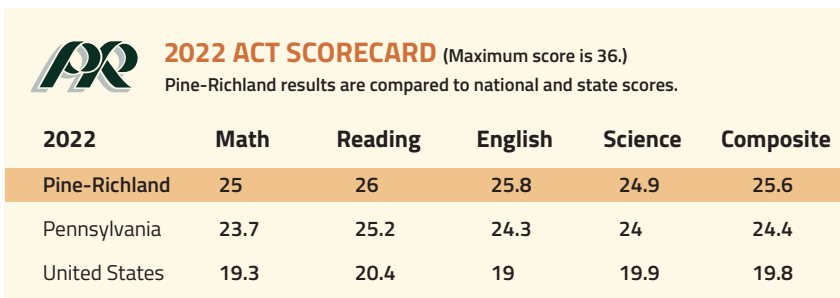 PR
2022 ACT SCORECARD (Maximum score is 36.)
Pine-Richland results are compared to national and state scores.
2022 Math Reading English Science Composite
Pine-Richland 25 26 25.8 24.9 25.6
Pennsylvania 23.7 25.2 24.3 24 24.4
United States 19.3 20.4 19 19.9 19.8